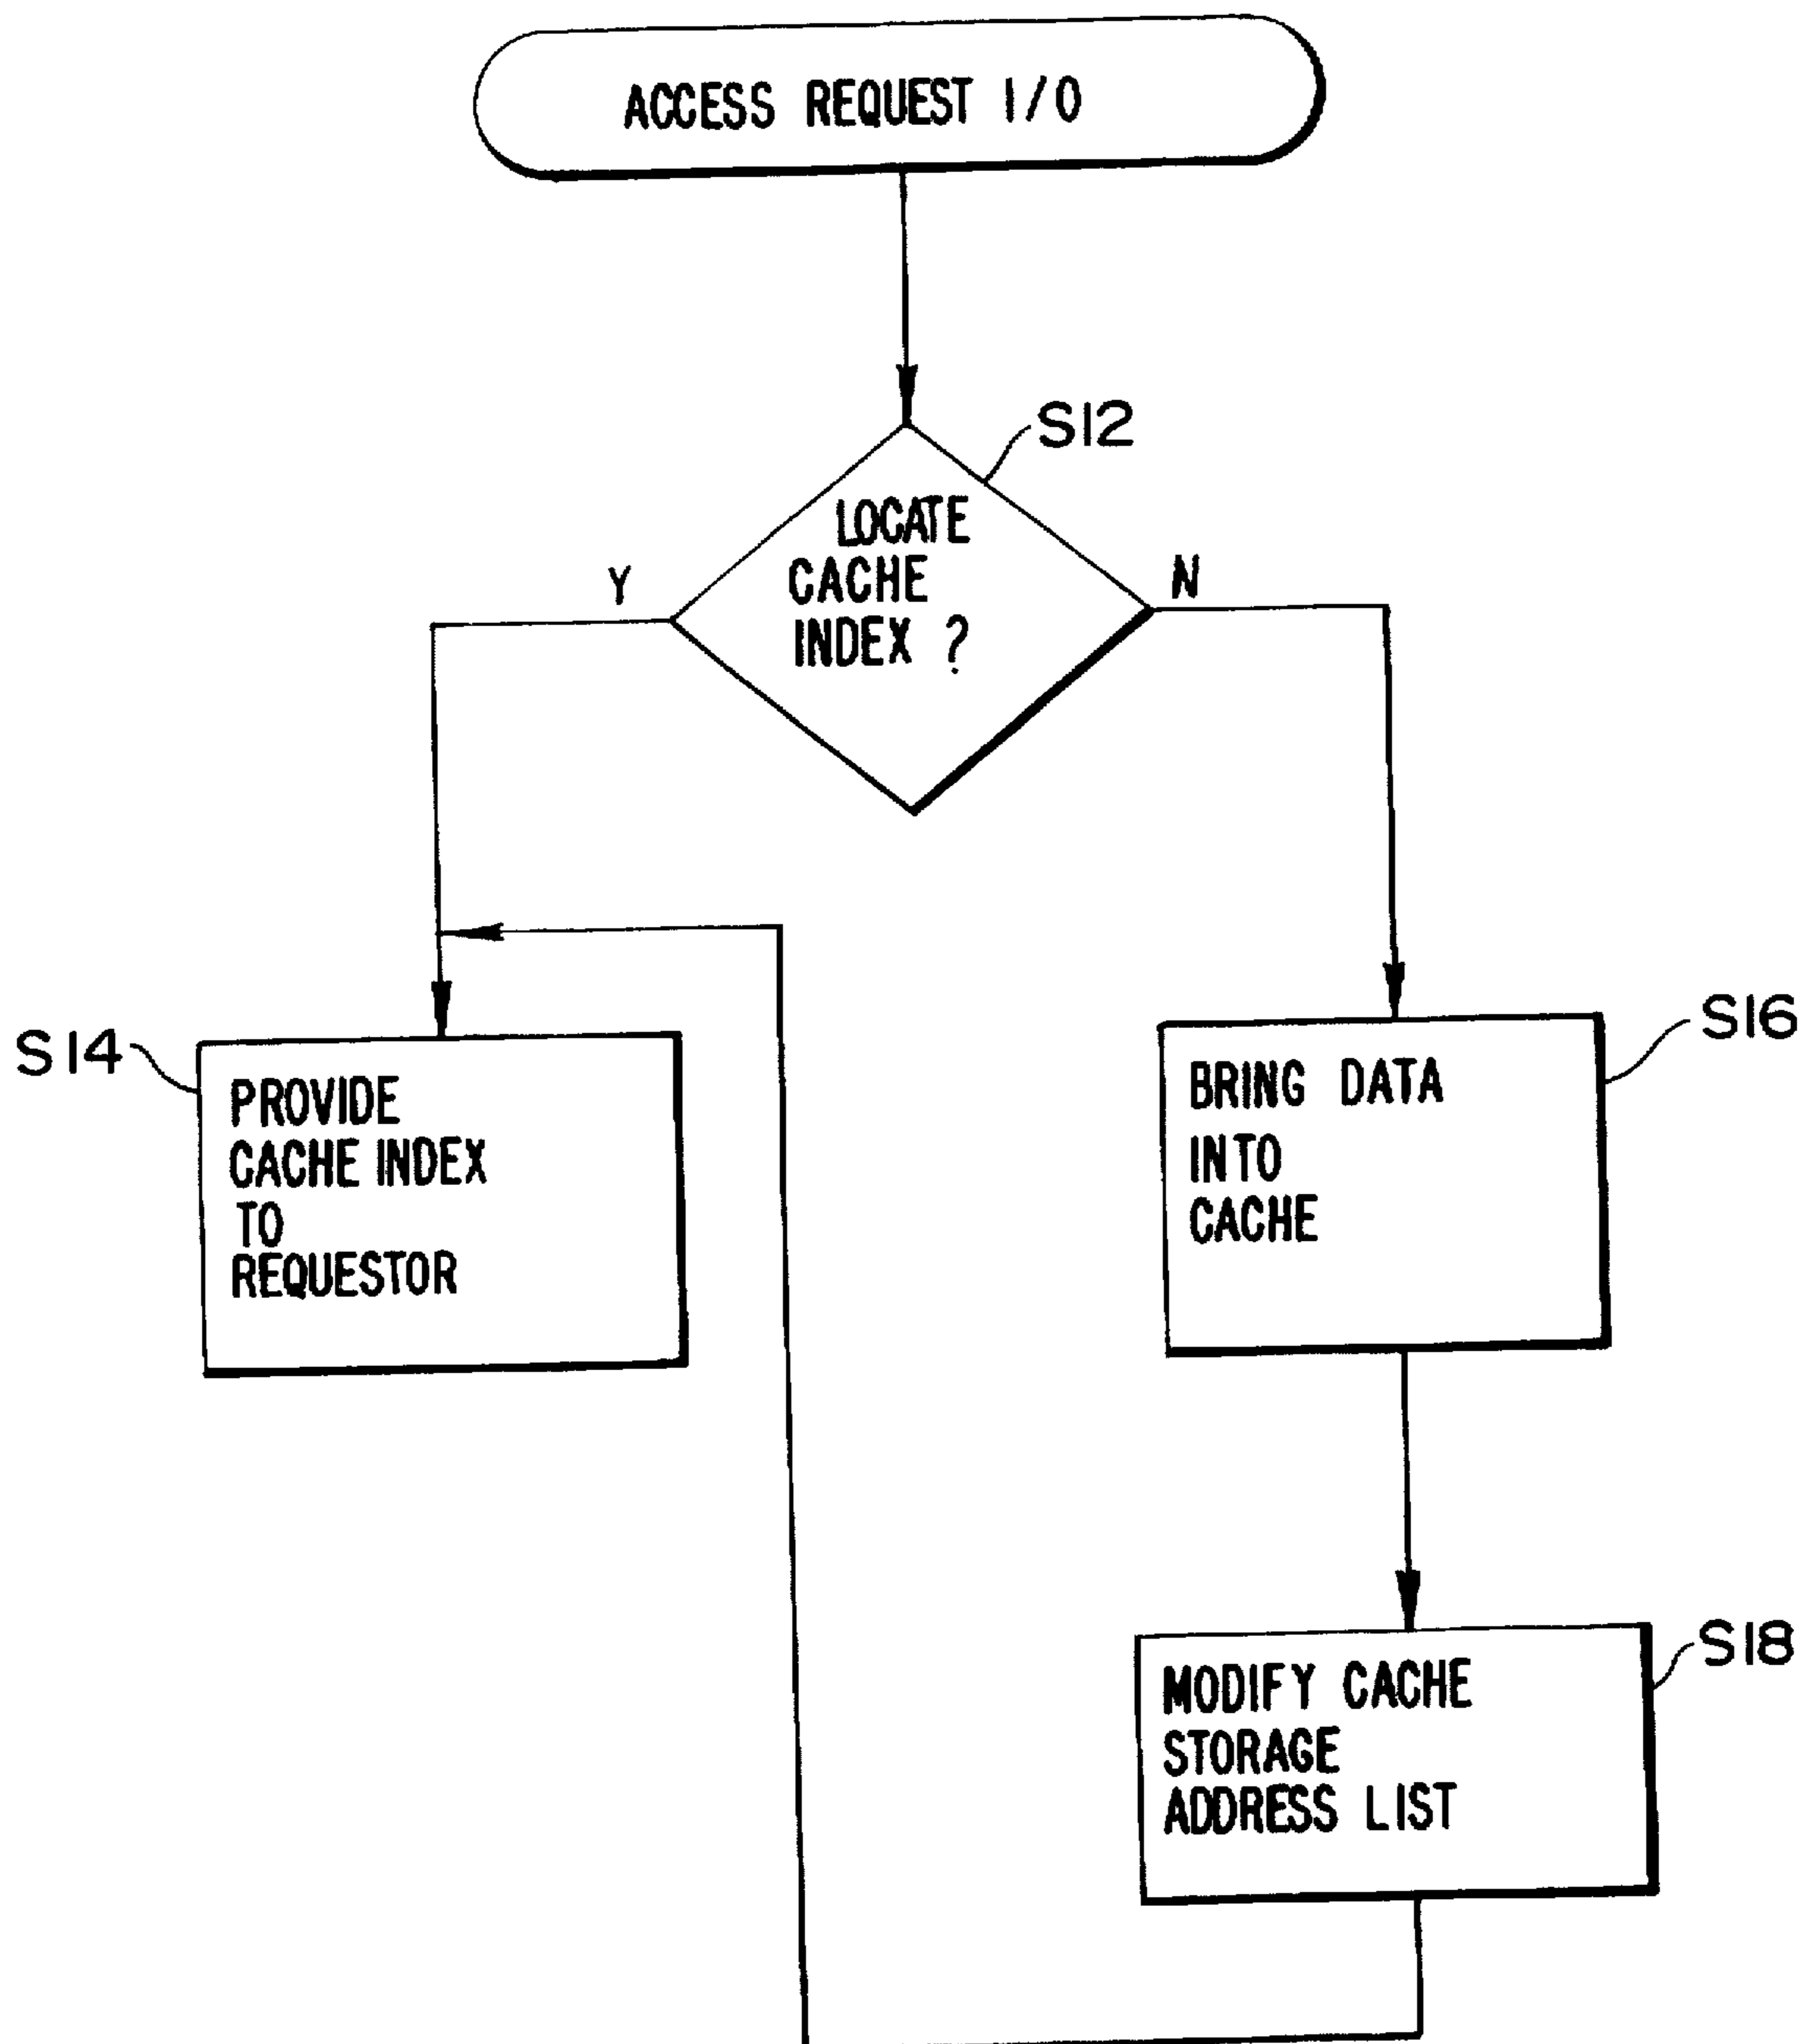 ACCESS REQUEST I/O
S12
LOCATE
CACHE
INDEX ?
Y
N
S14
PROVIDE
CACHE INDEX
TO
REQUESTOR
S16
BRING DATA
INTO
CACHE
S18
MODIFY CACHE
STORAGE
ADDRESS LIST